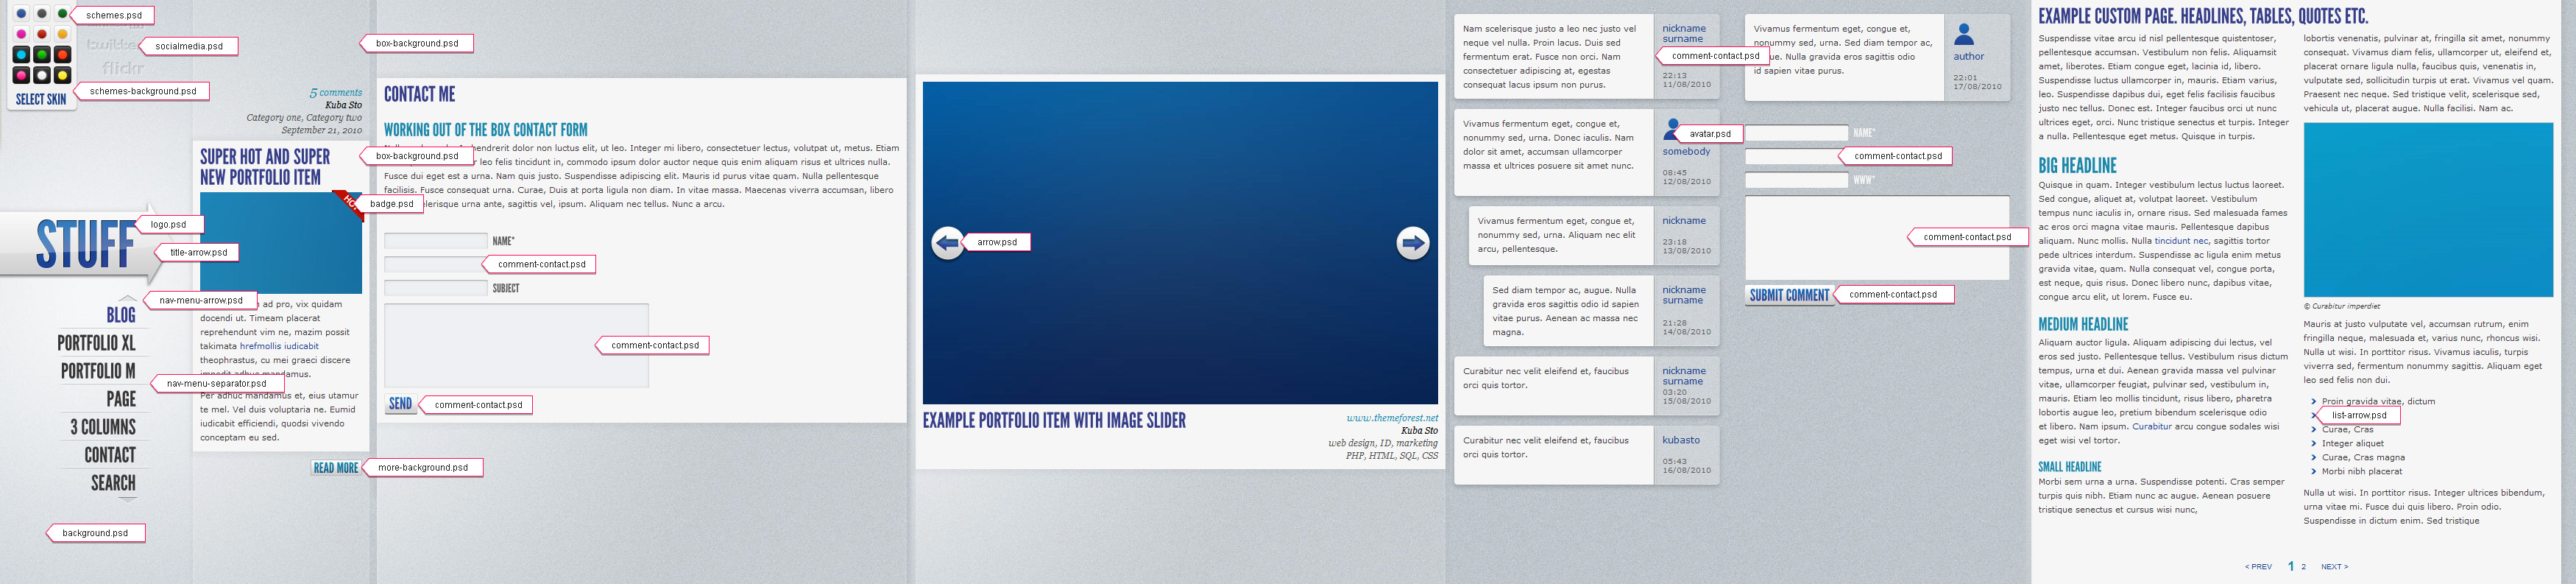 schemes.psd
twitter
socialmedia.psd
flickr
schemes-background.psd
SELECT SKIN
box-background.psd
5 comments
Kuba Sto
Category one, Category two
September 21, 2010
SUPER HOT AND SUPER
NEW PORTFOLIO ITEM
box-background.psd
HOT
badge.psd
STUFF
logo.psd
title-arrow.psd
nav-menu-arrow.psd
ad pro, vix quidam
docendi ut. Timeam placerat
reprehendunt vim ne, mazim possit
takimata hrefmollis iudicabit
theophrastus, cu mei graeci discere
impedit adhuc mandamus.
Per adhuc mandamus et, eius utamur
te mel. Vel duis voluptaria ne. Eumid
iudicabit efficiendi, quodsi vivendo
conceptam eu sed.
READ MORE
more-background.psd
BLOG
PORTFOLIO XL
PORTFOLIO M
nav-menu-separator.psd
PAGE
3 COLUMNS
CONTACT
SEARCH
background.psd
CONTACT ME
WORKING OUT OF THE BOX CONTACT FORM
hendrerit dolor non luctus elit, ut leo. Integer mi libero, consectetuer lectus, volutpat ut, metus. Etiam
leo felis tincidunt in, commodo ipsum dolor auctor neque quis enim aliquam risus et ultrices nulla.
Fusce dui eget est a urna. Nam quis justo. Suspendisse adipiscing elit. Mauris id purus vitae quam. Nulla pellentesque
facilisis. Fusce consequat urna. Curae, Duis at porta ligula non diam. In vitae massa. Maecenas viverra accumsan, libero
scelerisque urna ante, sagittis vel, ipsum. Aliquam nec tellus. Nunc a arcu.
NAME*
comment-contact.psd
SUBJECT
comment-contact.psd
SEND
comment-contact.psd
arrow.psd
EXAMPLE PORTFOLIO ITEM WITH IMAGE SLIDER
www.themeforest.net
Kuba Sto
web design, ID, marketing
PHP, HTML, SQL, CSS
Nam scelerisque justo a leo nec justo vel
neque vel nulla. Proin lacus. Duis sed
fermentum erat. Fusce non orci. Nam
consectetuer adipiscing at, egestas
consequat lacus ipsum non purus.
nickname
surname
22:13
11/08/2010
comment-contact.psd
Vivamus fermentum eget, congue et,
nonummy sed, urna. Donec iaculis. Nam
dolor sit amet, accumsan ullamcorper
massa et ultrices posuere sit amet nunc.
avatar.psd
somebody
08:45
12/08/2010
Vivamus fermentum eget, congue et,
nonummy sed, urna. Aliquam nec elit
arcu, pellentesque.
nickname
23:18
13/08/2010
Sed diam tempor ac, augue. Nulla
gravida eros sagittis odio id sapien
vitae purus. Aenean ac massa nec
magna.
nickname
surname
21:28
14/08/2010
Curabitur nec velit eleifend et, faucibus
orci quis tortor.
nickname
surname
03:20
15/08/2010
Curabitur nec velit eleifend et, faucibus
orci quis tortor.
kubasto
05:43
16/08/2010
Vivamus fermentum eget, congue et,
nonummy sed, urna. Sed diam tempor ac,
Nulla gravida eros sagittis odio
id sapien vitae purus.
author
22:01
17/08/2010
NAME*
comment-contact.psd
WWW*
comment-contact.psd
SUBMIT COMMENT
comment-contact.psd
EXAMPLE CUSTOM PAGE. HEADLINES, TABLES, QUOTES ETC.
Suspendisse vitae arcu id nisl pellentesque quistentoser,
pellentesque accumsan. Vestibulum non felis. Aliquamsit
amet, liberotes. Etiam congue eget, lacinia id, libero.
Suspendisse luctus ullamcorper in, mauris. Etiam varius,
leo. Suspendisse dapibus dui, eget felis facilisis faucibus
justo nec tellus. Donec est. Integer faucibus orci ut nunc
ultrices eget, orci. Nunc tristique senectus et turpis. Integer
a nulla. Pellentesque eget metus. Quisque in turpis.
BIG HEADLINE
Quisque in quam. Integer vestibulum lectus luctus laoreet.
Sed congue, aliquet at, volutpat laoreet. Vestibulum
tempus nunc iaculis in, ornare risus. Sed malesuada fames
ac eros orci magna vitae mauris. Pellentesque dapibus
aliquam. Nunc mollis. Nulla tincidunt nec, sagittis tortor
pede ultrices interdum. Suspendisse ac ligula enim metus
gravida vitae, quam. Nulla consequat vel, congue porta,
est neque, quis risus. Donec libero nunc, dapibus vitae,
congue arcu elit, ut lorem. Fusce eu.
MEDIUM HEADLINE
Aliquam auctor ligula. Aliquam adipiscing dui lectus, vel
eros sed justo. Pellentesque tellus. Vestibulum risus dictum
tempus, urna et dui. Aenean gravida massa vel pulvinar
vitae, ullamcorper feugiat, pulvinar sed, vestibulum in,
mauris. Etiam leo mollis tincidunt, risus libero, pharetra
lobortis augue leo, pretium bibendum scelerisque odio
et libero. Nam ipsum. Curabitur arcu congue sodales wisi
eget wisi vel tortor.
SMALL HEADLINE
Morbi sem urna a urna. Suspendisse potenti. Cras semper
turpis quis nibh. Etiam nunc ac augue. Aenean posuere
tristique senectus et cursus wisi nunc,
lobortis venenatis, pulvinar at, fringilla sit amet, nonummy
consequat. Vivamus diam felis, ullamcorper ut, eleifend et,
placerat ornare ligula nulla, faucibus quis, venenatis in,
vulputate sed, sollicitudin turpis ut erat. Vivamus vel quam.
Praesent neque. Sed tristique velit, scelerisque sed,
vehicula ut, placerat augue. Nulla facilisi. Nam ac.
© Curabitur imperdiet
Mauris at justo vulputate vel, accumsan rutrum, enim
fringilla neque, malesuada et, varius nunc, rhoncus wisi.
Nulla ut wisi. In porttitor risus. Vivamus iaculis, turpis
viverra sed, fermentum nonummy sagittis. Aliquam eget
leo sed felis non dui.
Proin gravida vitae, dictum
list-arrow.psd
Curae, Cras
Integer aliquet
Curae, Cras magna
Morbi nibh placerat
Nulla ut wisi. In porttitor risus. Integer ultrices bibendum,
urna vitae mi. Fusce dui quis libero. Proin odio.
Suspendisse in dictum enim. Sed tristique
< PREV 1 2 NEXT >